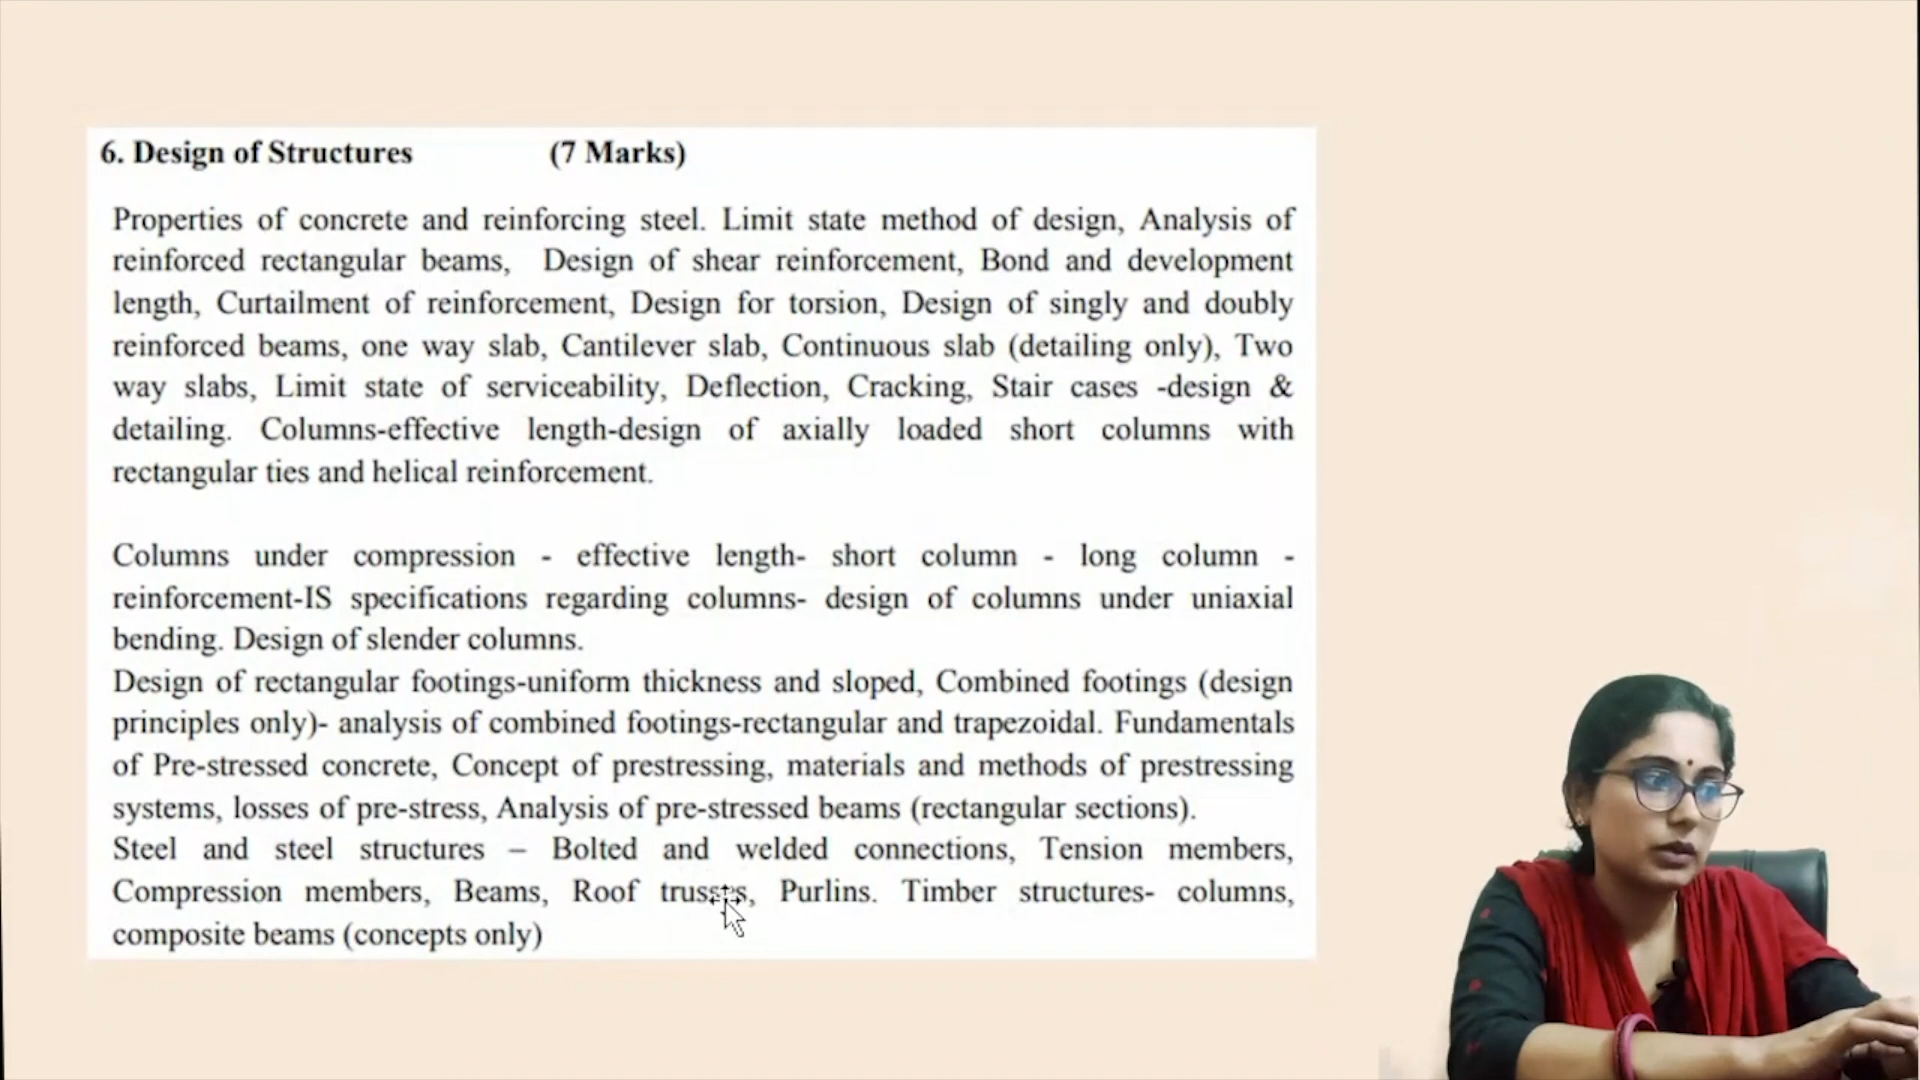 6. Design of Structures (7 Marks)
Properties of concrete and reinforcing steel. Limit state method of design, Analysis of
reinforced rectangular beams, Design of shear reinforcement, Bond and development
length, Curtailment of reinforcement, Design for torsion, Design of singly and doubly
reinforced beams, one way slab, Cantilever slab, Continuous slab (detailing only), Two
way slabs, Limit state of serviceability, Deflection, Cracking, Stair cases -design &
detailing. Columns-effective length-design of axially loaded short columns with
rectangular ties and helical reinforcement.
Columns under compression - effective length- short column - long column -
reinforcement-IS specifications regarding columns- design of columns under uniaxial
bending. Design of slender columns.
Design of rectangular footings-uniform thickness and sloped, Combined footings (design
principles only)- analysis of combined footings-rectangular and trapezoidal. Fundamentals
of Pre-stressed concrete, Concept of prestressing, materials and methods of prestressing
systems, losses of pre-stress, Analysis of pre-stressed beams (rectangular sections).
Steel and steel structures – Bolted and welded connections, Tension members,
Compression members, Beams, Roof trusses, Purlins. Timber structures- columns,
composite beams (concepts only)